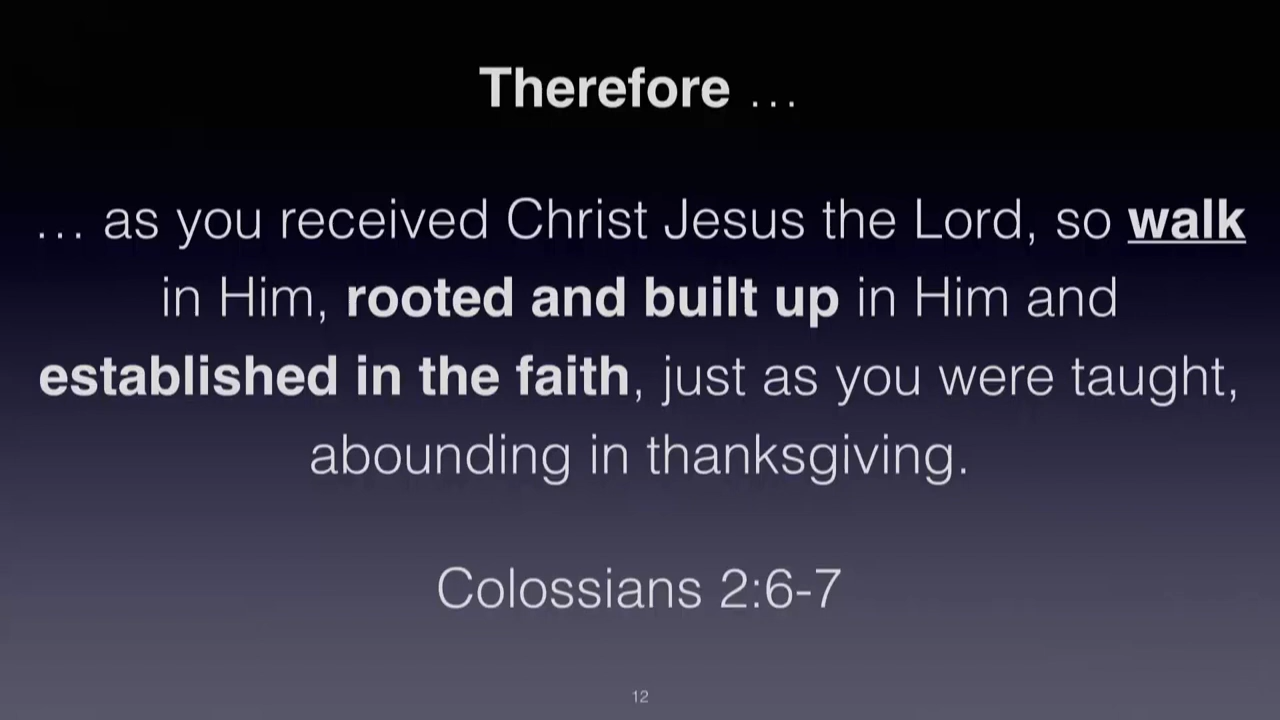 Therefore …
… as you received Christ Jesus the Lord, so walk
in Him, rooted and built up in Him and
established in the faith, just as you were taught,
abounding in thanksgiving.
Colossians 2:6-7
12